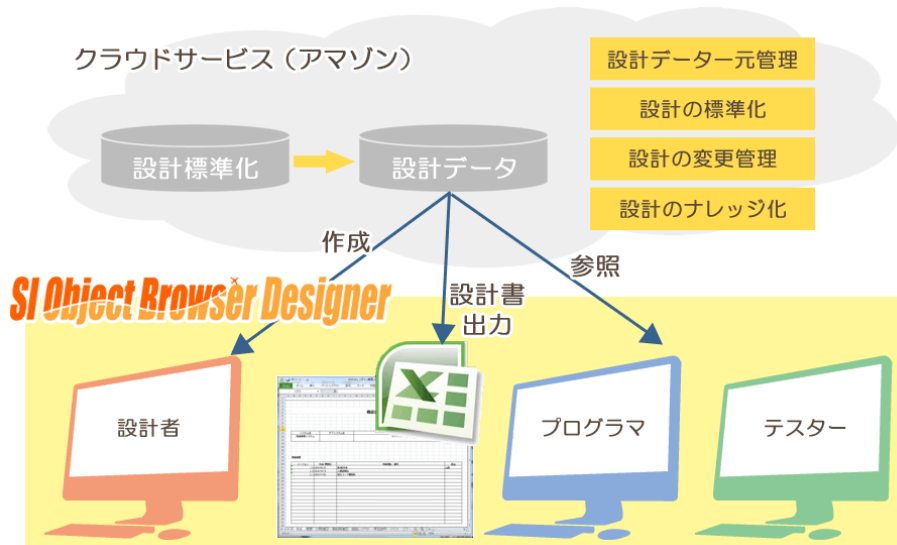 クラウドサービス（アマゾン）
設計データ一元管理
設計の標準化
設計の変更管理
設計のナレッジ化
設計標準化
設計データ
作成
参照
設計書
出力
SI Object Browser Designer
設計者
プログラマ
テスター